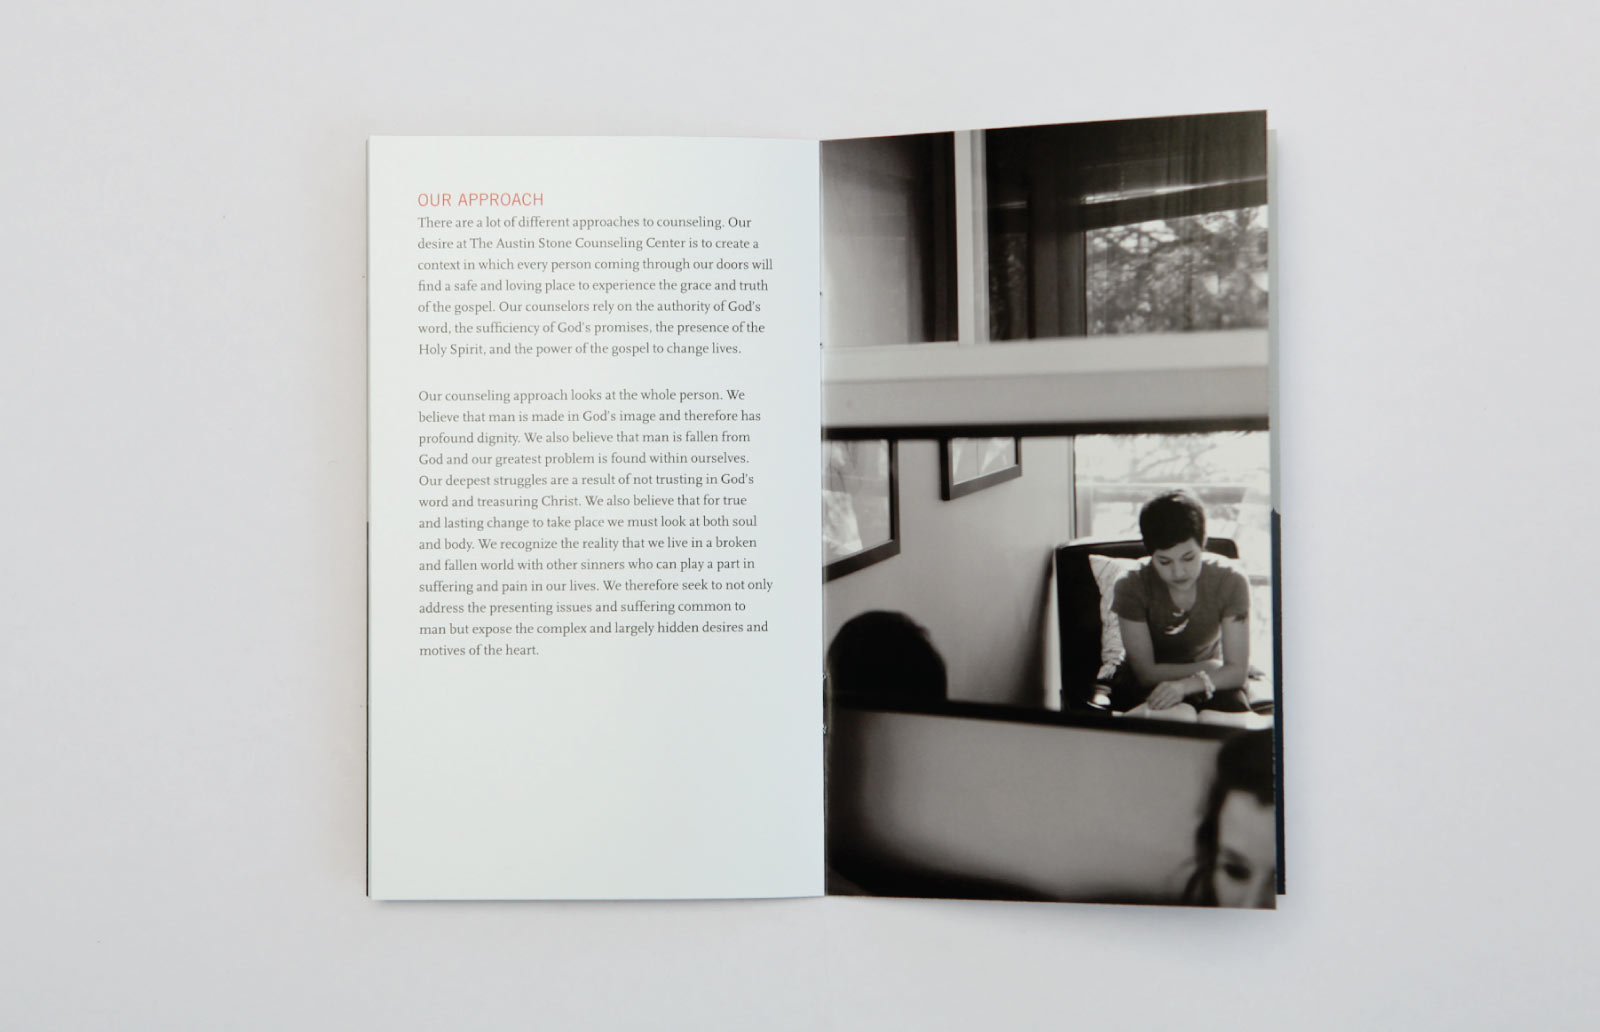 OUR APPROACH
There are a lot of different approaches to counseling. Our
desire at The Austin Stone Counseling Center is to create a
context in which every person coming through our doors will
find a safe and loving place to experience the grace and truth
of the gospel. Our counselors rely on the authority of God's
word, the sufficiency of God's promises, the presence of the
Holy Spirit, and the power of the gospel to change lives.
Our counseling approach looks at the whole person. We
believe that man is made in God's image and therefore has
profound dignity. We also believe that man is fallen from
God and our greatest problem is found within ourselves.
Our deepest struggles are a result of not trusting in God's
word and treasuring Christ. We also believe that for true
and lasting change to take place we must look at both soul
and body. We recognize the reality that we live in a broken
and fallen world with other sinners who can play a part in
suffering and pain in our lives. We therefore seek to not only
address the presenting issues and suffering common to
man but expose the complex and largely hidden desires and
motives of the heart.